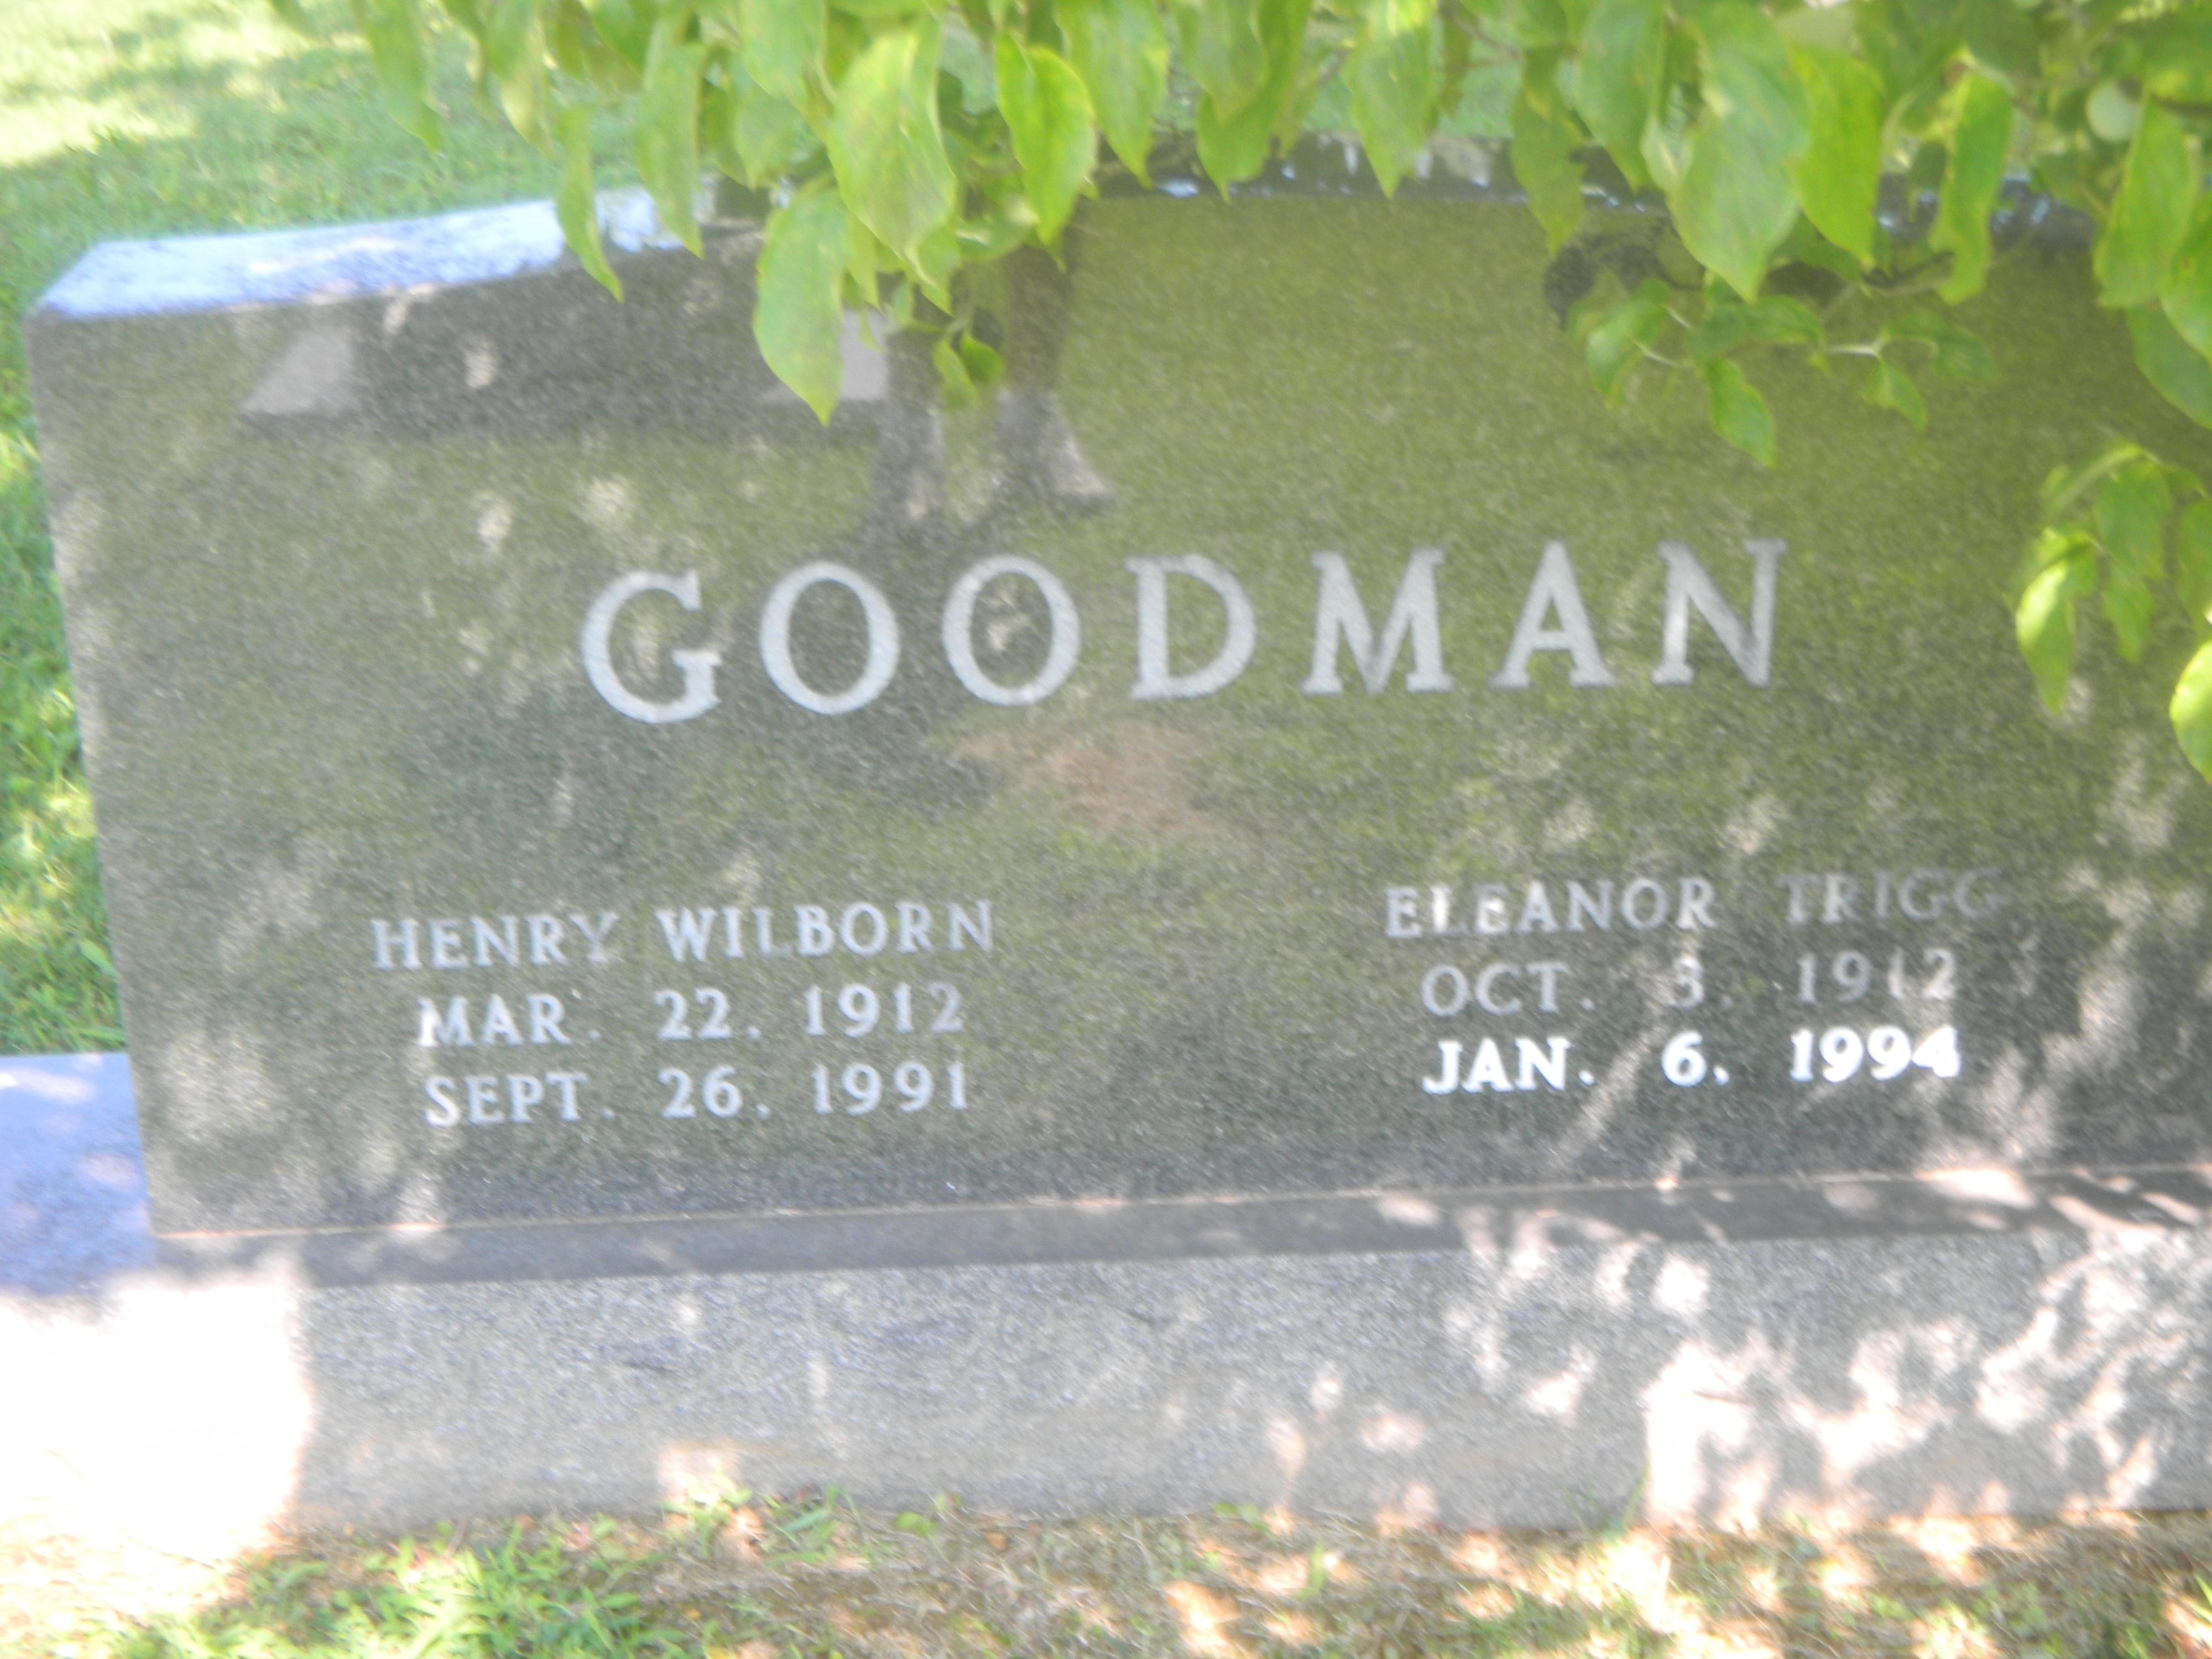 GOODMAN
HENRY WILBORN
MAR. 22, 1912
SEPT. 26, 1991
ELEANOR TRIGG
OCT. 3, 1912
JAN. 6, 1994